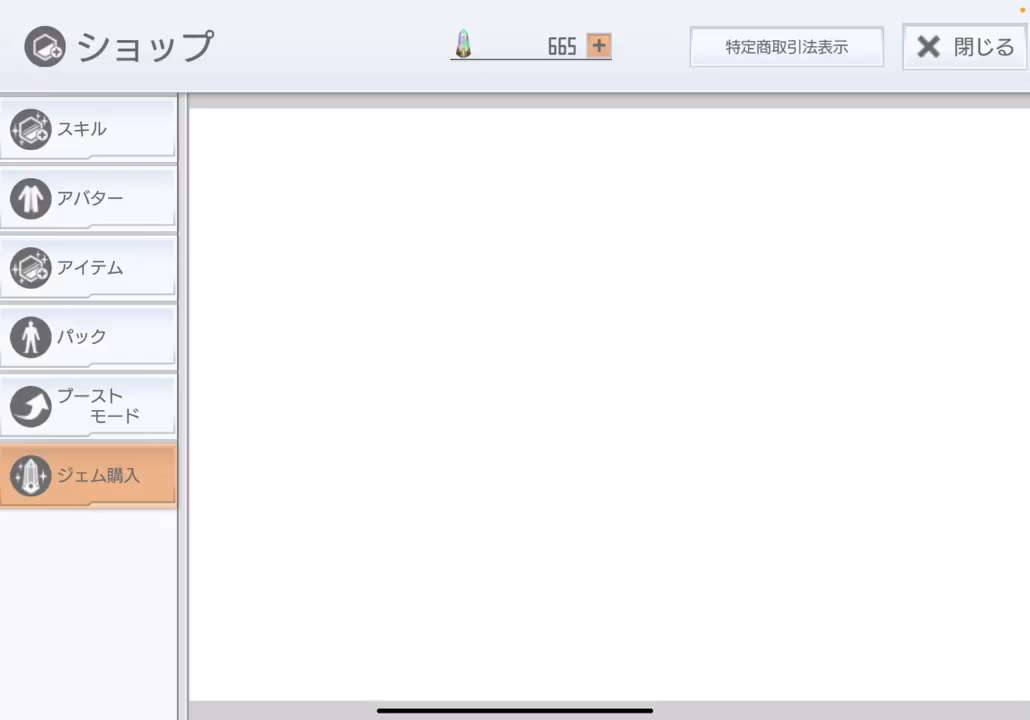 ショップ
665
特定商取引法表示
閉じる
スキル
アバター
アイテム
パック
ブースト
モード
ジェム購入